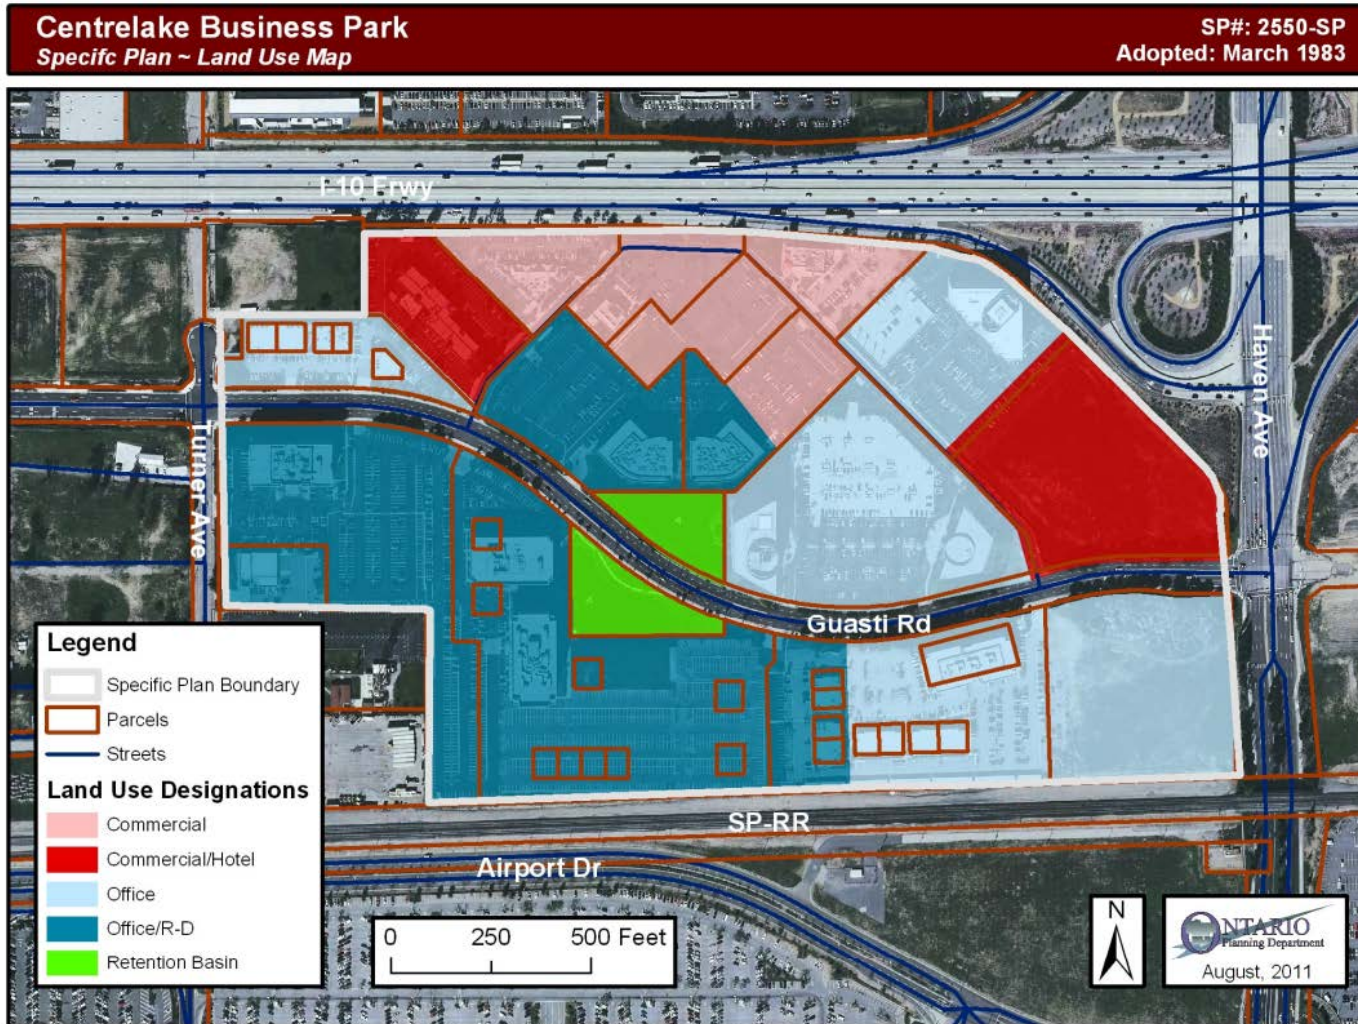 Centrelake Business Park
Specifc Plan ~ Land Use Map
SP#: 2550-SP
Adopted: March 1983
I-10 Frwy
Haven Ave
Turner Ave
Guasti Rd
SP-RR
Airport Dr
Legend
Specific Plan Boundary
Parcels
Streets
Land Use Designations
Commercial
Commercial/Hotel
Office
Office/R-D
Retention Basin
0 250 500 Feet
N
ONTARIO
Planning Department
August, 2011